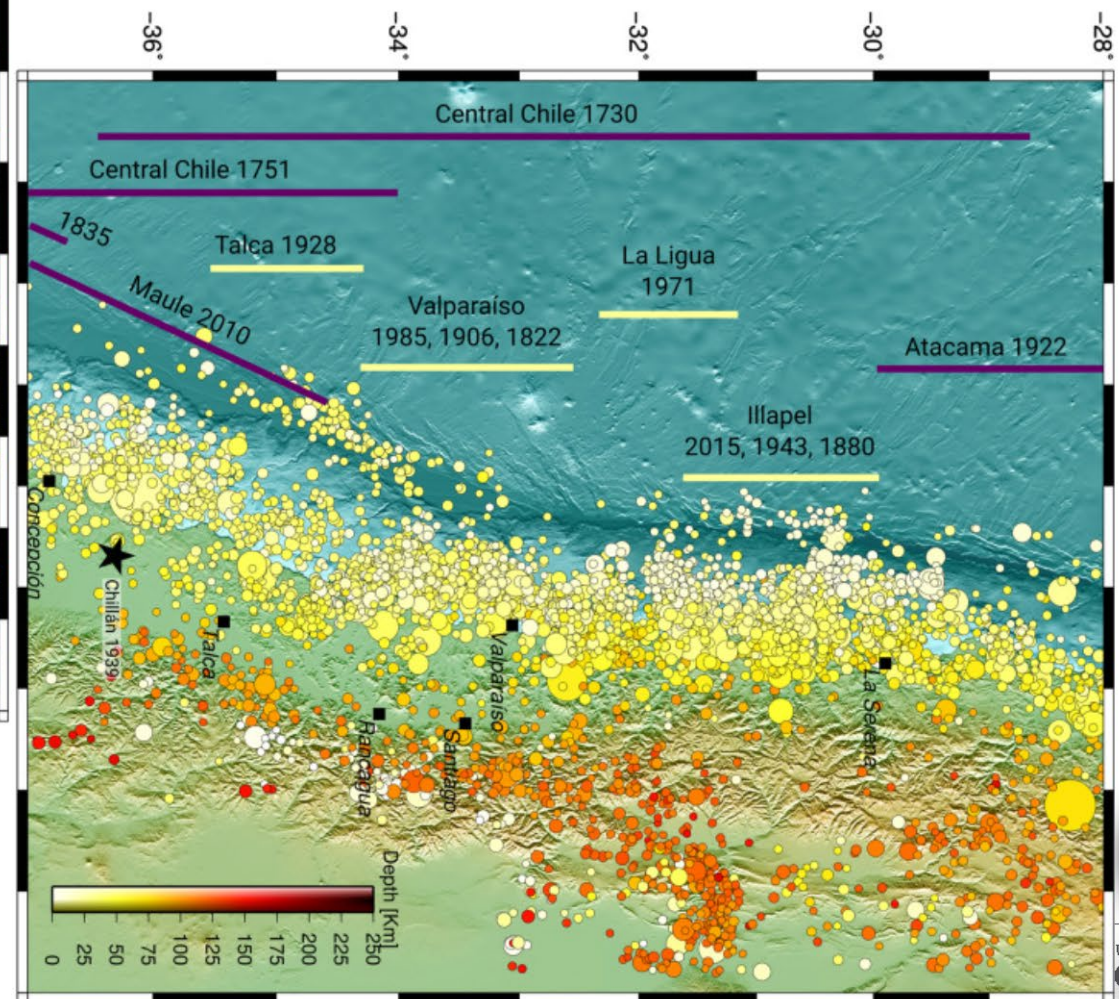 -36°
-34°
-32°
-30°
-28°
Central Chile 1730
Central Chile 1751
1835
Talca 1928
La Ligua
1971
Maule 2010
Valparaíso
1985, 1906, 1822
Atacama 1922
Illapel
2015, 1943, 1880
Concepción
Chillán 1939
Talca
Valparaíso
La Serena
Rancagua
Santiago
Depth [Km]
0
25
50
75
100
125
150
175
200
225
250